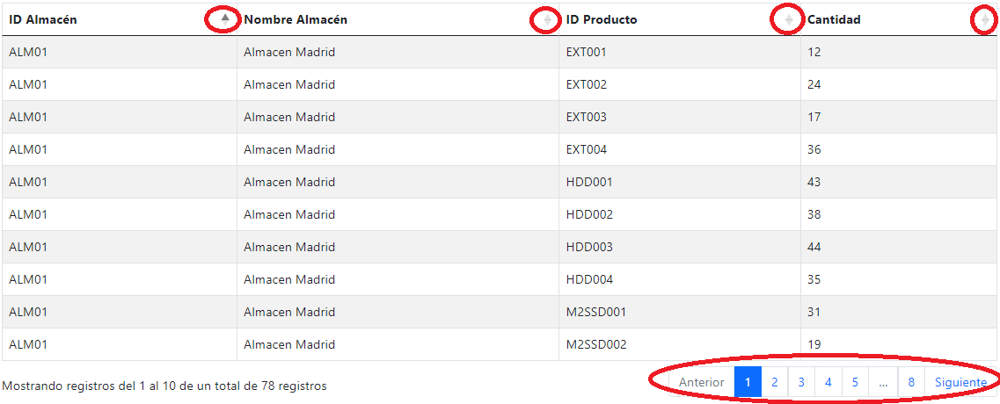 ID Almacén Nombre Almacén ID Producto Cantidad
ALM01 Almacen Madrid EXT001 12
ALM01 Almacen Madrid EXT002 24
ALM01 Almacen Madrid EXT003 17
ALM01 Almacen Madrid EXT004 36
ALM01 Almacen Madrid HDD001 43
ALM01 Almacen Madrid HDD002 38
ALM01 Almacen Madrid HDD003 44
ALM01 Almacen Madrid HDD004 35
ALM01 Almacen Madrid M2SSD001 31
ALM01 Almacen Madrid M2SSD002 19
Mostrando registros del 1 al 10 de un total de 78 registros Anterior 1 2 3 4 5 ... 8 Siguiente